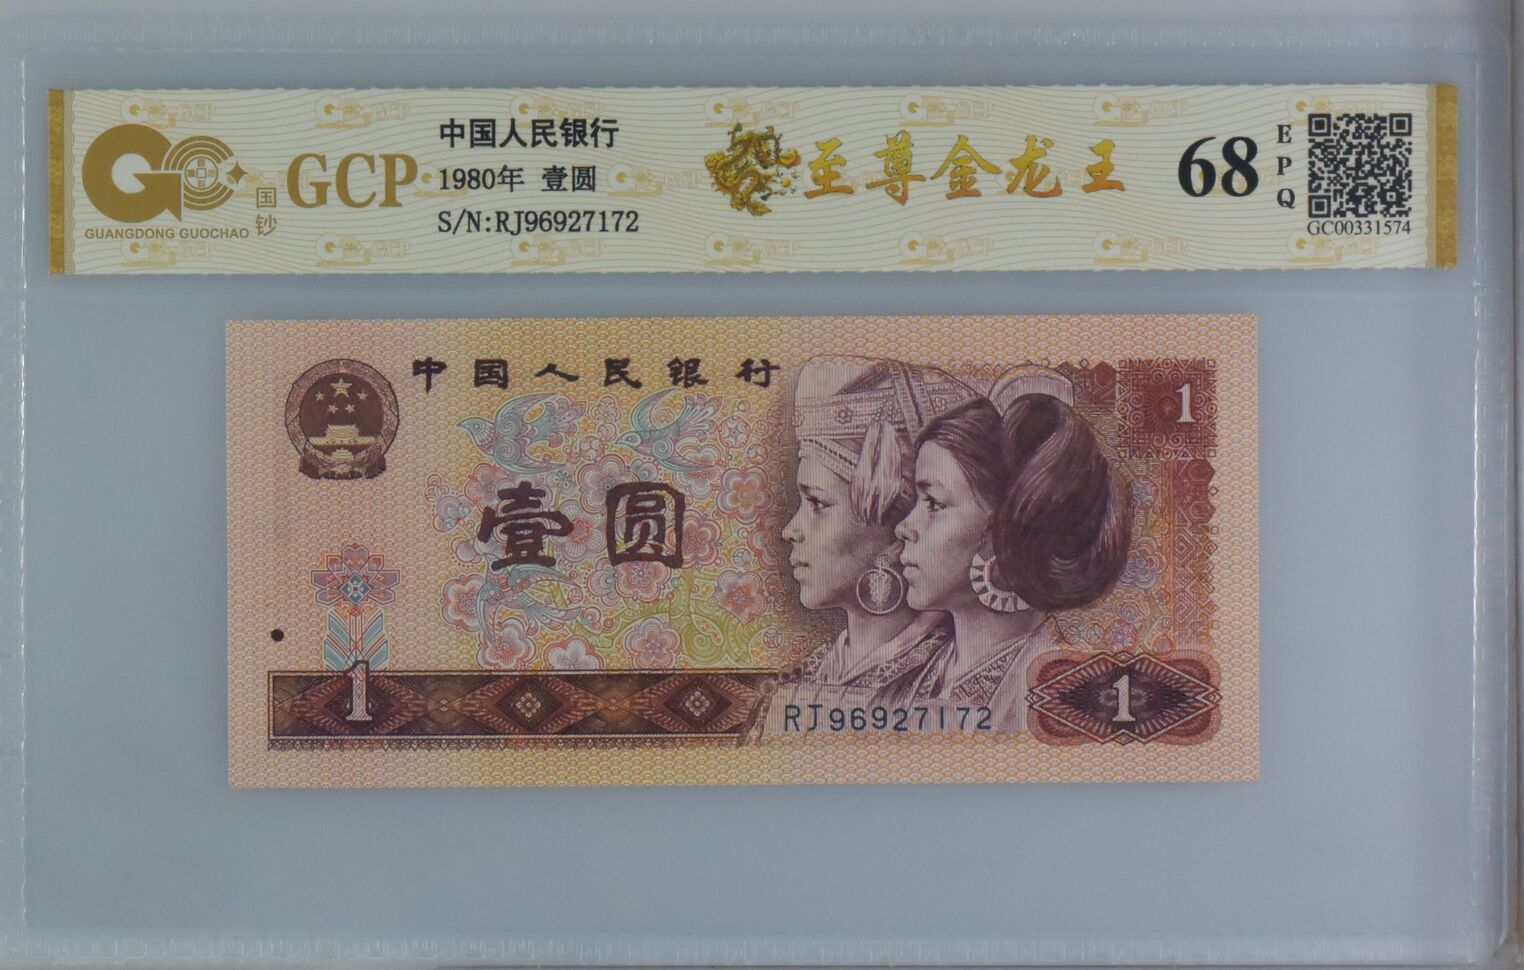 中国人民银行
1980年 壹圆
S/N:RJ96927172
GCP
国钞
GUANGDONG GUOCHAO
至尊金龙王
68
EPQ
GC00331574
中国人民银行
1
壹圆
1
RJ96927172
1